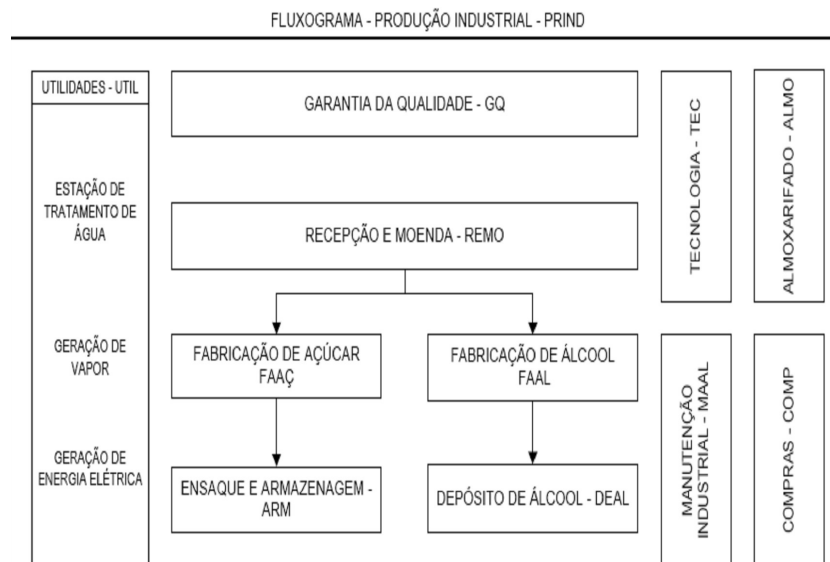 FLUXOGRAMA - PRODUÇÃO INDUSTRIAL - PRIND
UTILIDADES - UTIL
ESTAÇÃO DE
TRATAMENTO DE
ÁGUA
GERAÇÃO DE
VAPOR
GERAÇÃO DE
ENERGIA ELÉTRICA
GARANTIA DA QUALIDADE - GQ
RECEPÇÃO E MOENDA - REMO
FABRICAÇÃO DE AÇÚCAR
FAAÇ
FABRICAÇÃO DE ÁLCOOL
FAAL
ENSAQUE E ARMAZENAGEM -
ARM
DEPÓSITO DE ÁLCOOL - DEAL
TECNOLOGIA - TEC
ALMOXARIFADO - ALMO
MANUTENÇÃO
INDUSTRIAL - MAAL
COMPRAS - COMP